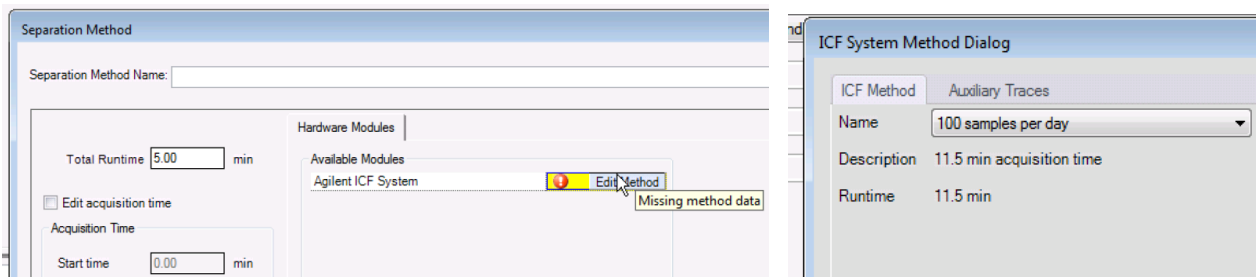 Separation Method
Separation Method Name:
Hardware Modules
Total Runtime 5.00 min
Available Modules
Agilent ICF System Edit Method
Missing method data
Edit acquisition time
Acquisition Time
Start time 0.00 min
nd
ICF System Method Dialog
ICF Method Auxiliary Traces
Name 100 samples per day
Description 11.5 min acquisition time
Runtime 11.5 min